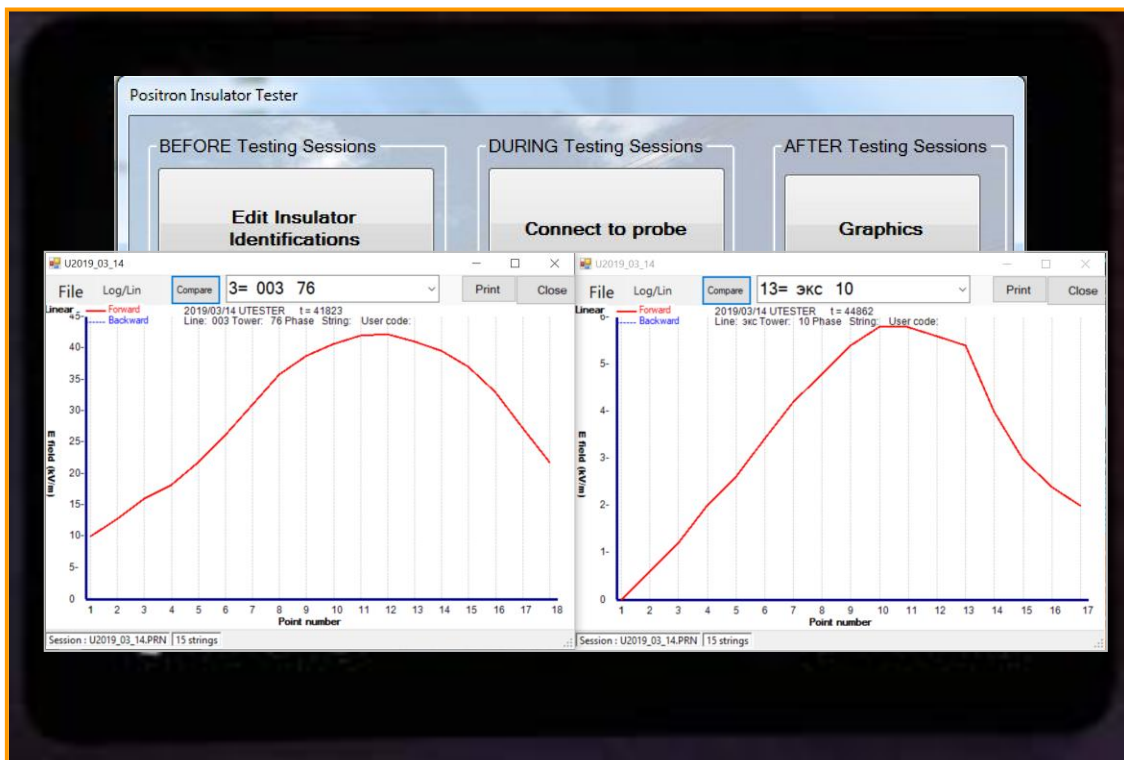 Positron Insulator Tester
BEFORE Testing Sessions
Edit Insulator
Identifications
DURING Testing Sessions
Connect to probe
AFTER Testing Sessions
Graphics
U2019_03_14
File Log/Lin Compare 3= 003 76 Print Close
Linear Forward 2019/03/14 UTESTER t = 41823
Backward Line: 003 Tower: 76 Phase String: User code:
45-
40-
35-
30-
25-
20-
15-
10-
5-
0
E field (kV/m)
1 2 3 4 5 6 7 8 9 10 11 12 13 14 15 16 17 18
Point number
Session : U2019_03_14.PRN 15 strings
U2019_03_14
File Log/Lin Compare 13= экс 10 Print Close
Linear Forward 2019/03/14 UTESTER t = 44862
Backward Line: экс Tower: 10 Phase String: User code:
6-
5-
4-
3-
2-
1-
0
E field (kV/m)
1 2 3 4 5 6 7 8 9 10 11 12 13 14 15 16 17
Point number
Session : U2019_03_14.PRN 15 strings